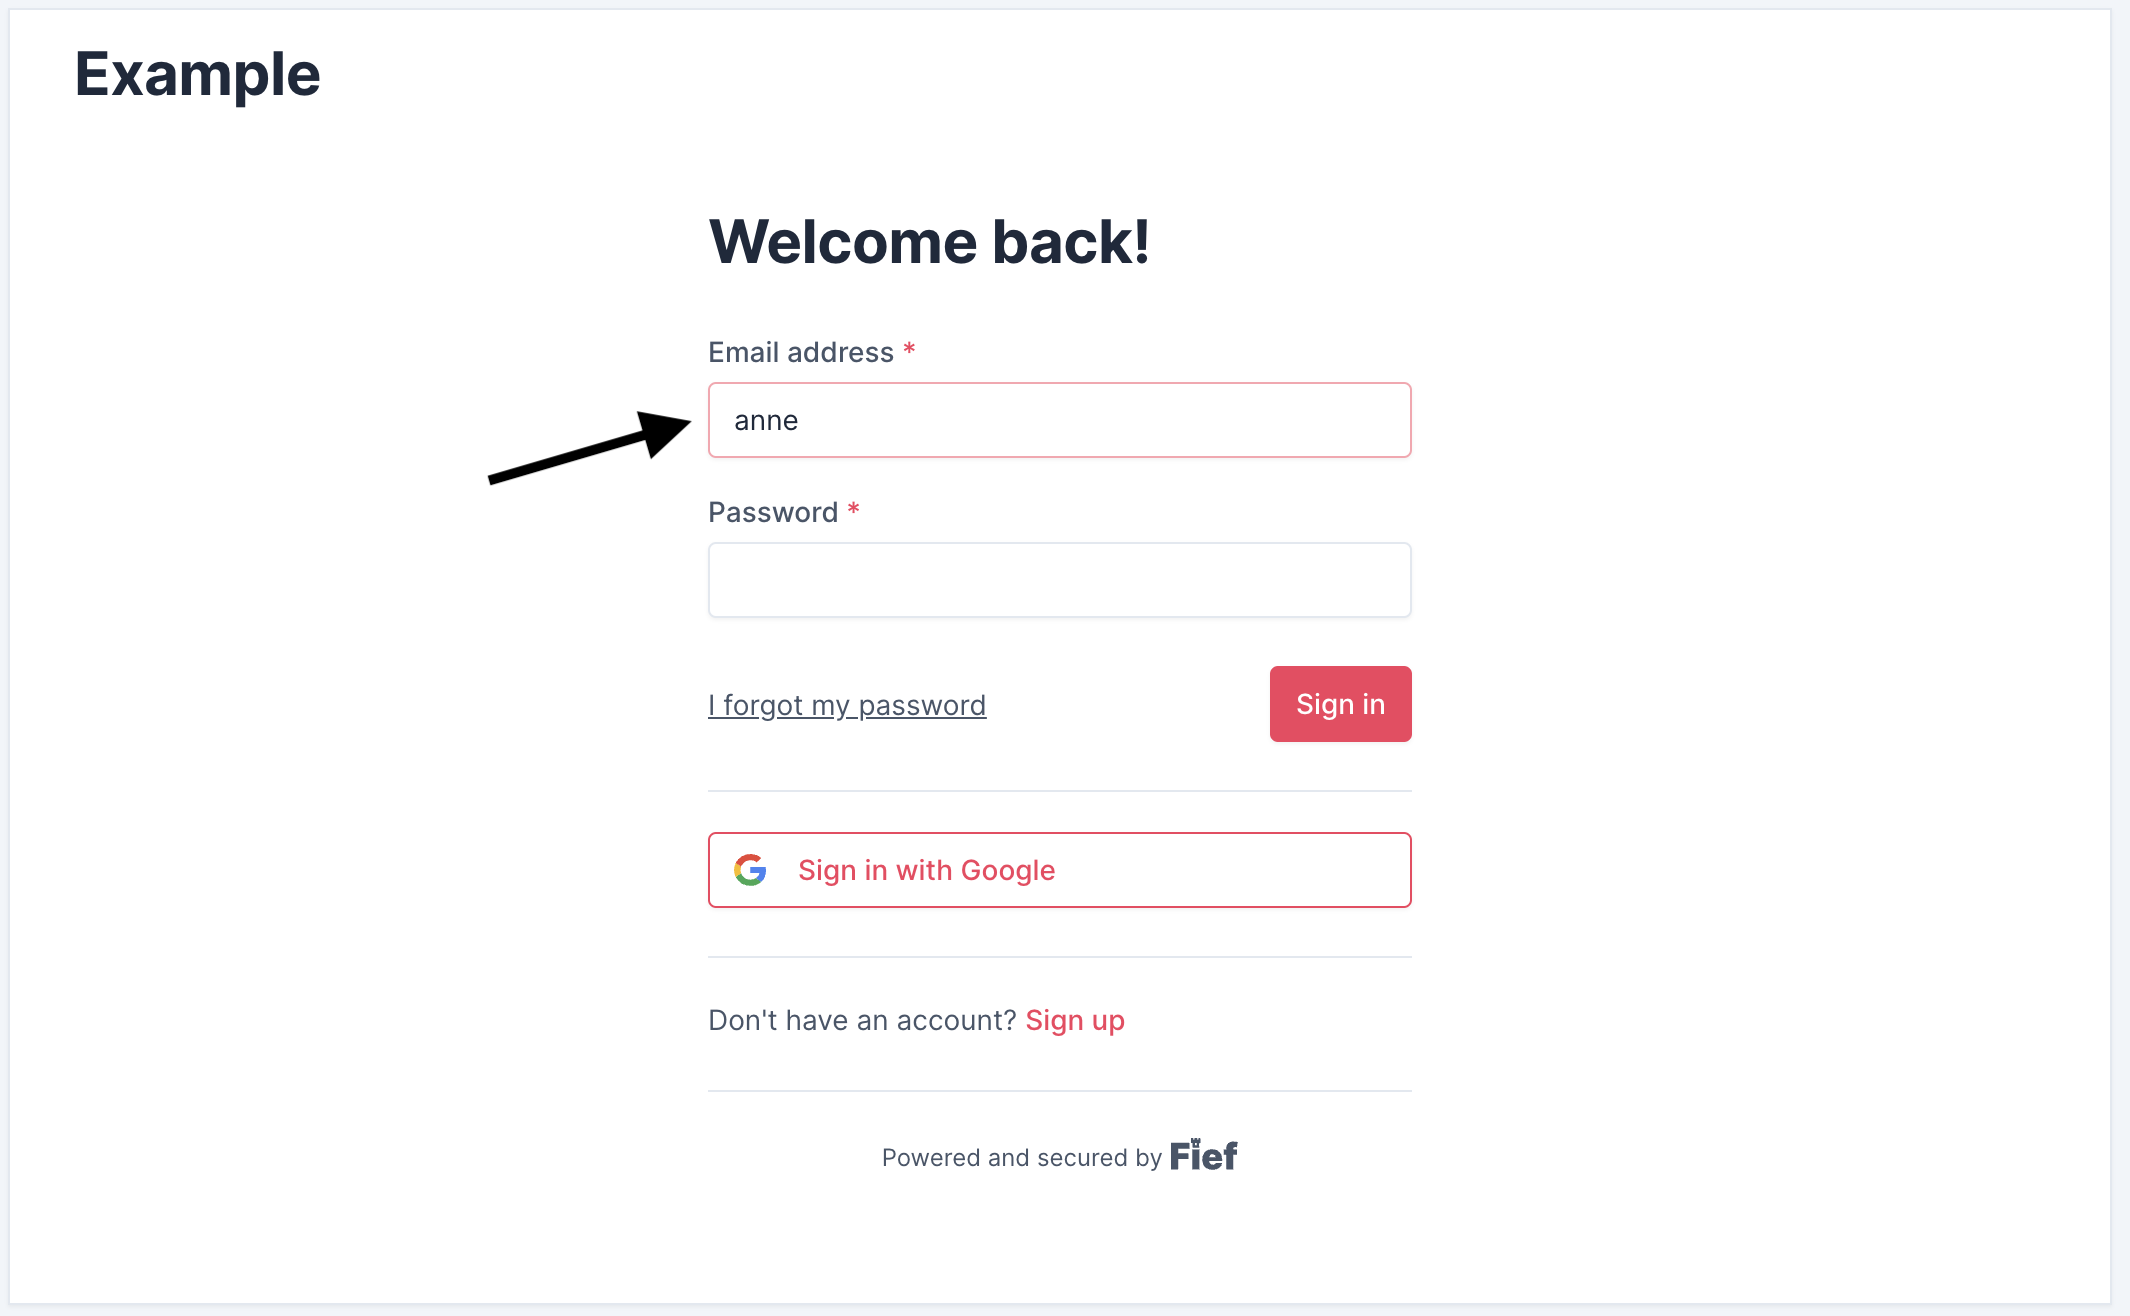 Example
Welcome back!
Email address *
anne
Password *
I forgot my password
Sign in
Sign in with Google
Don't have an account? Sign up
Powered and secured by Fief